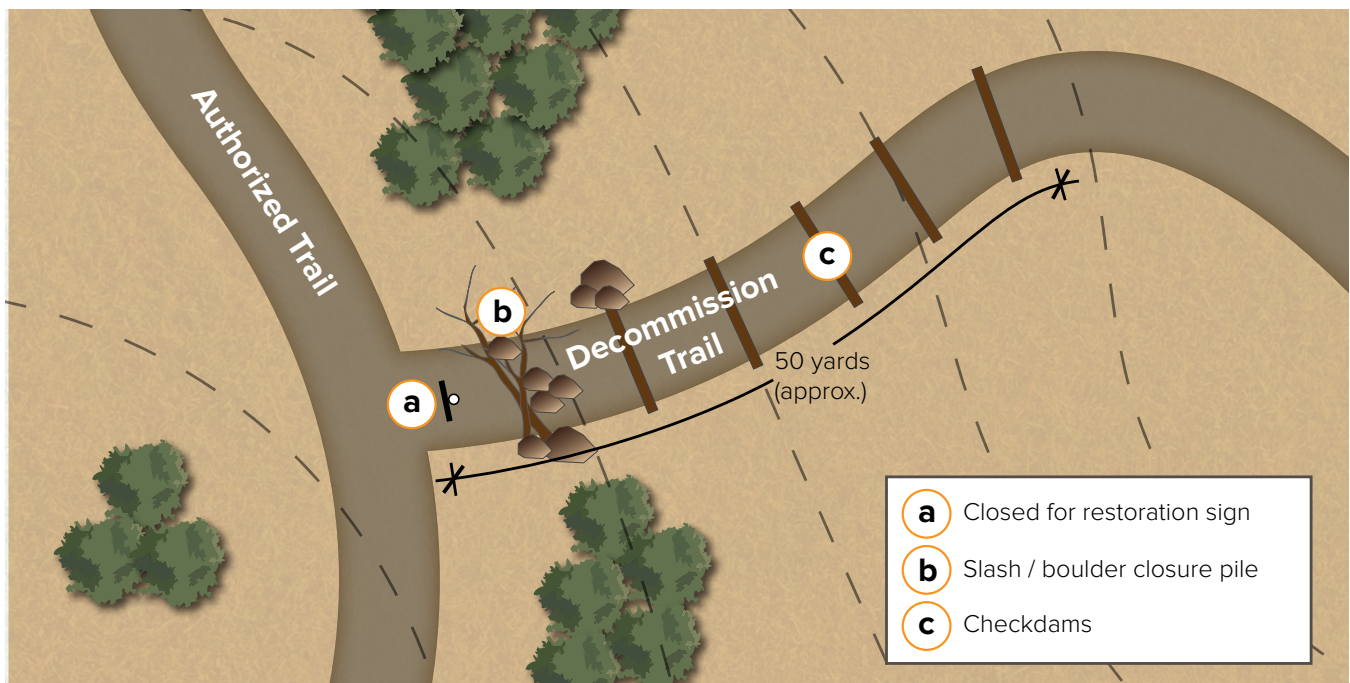 Authorized Trail
b
c
Decommission
Trail
a
50 yards
(approx.)
a Closed for restoration sign
b Slash / boulder closure pile
c Checkdams